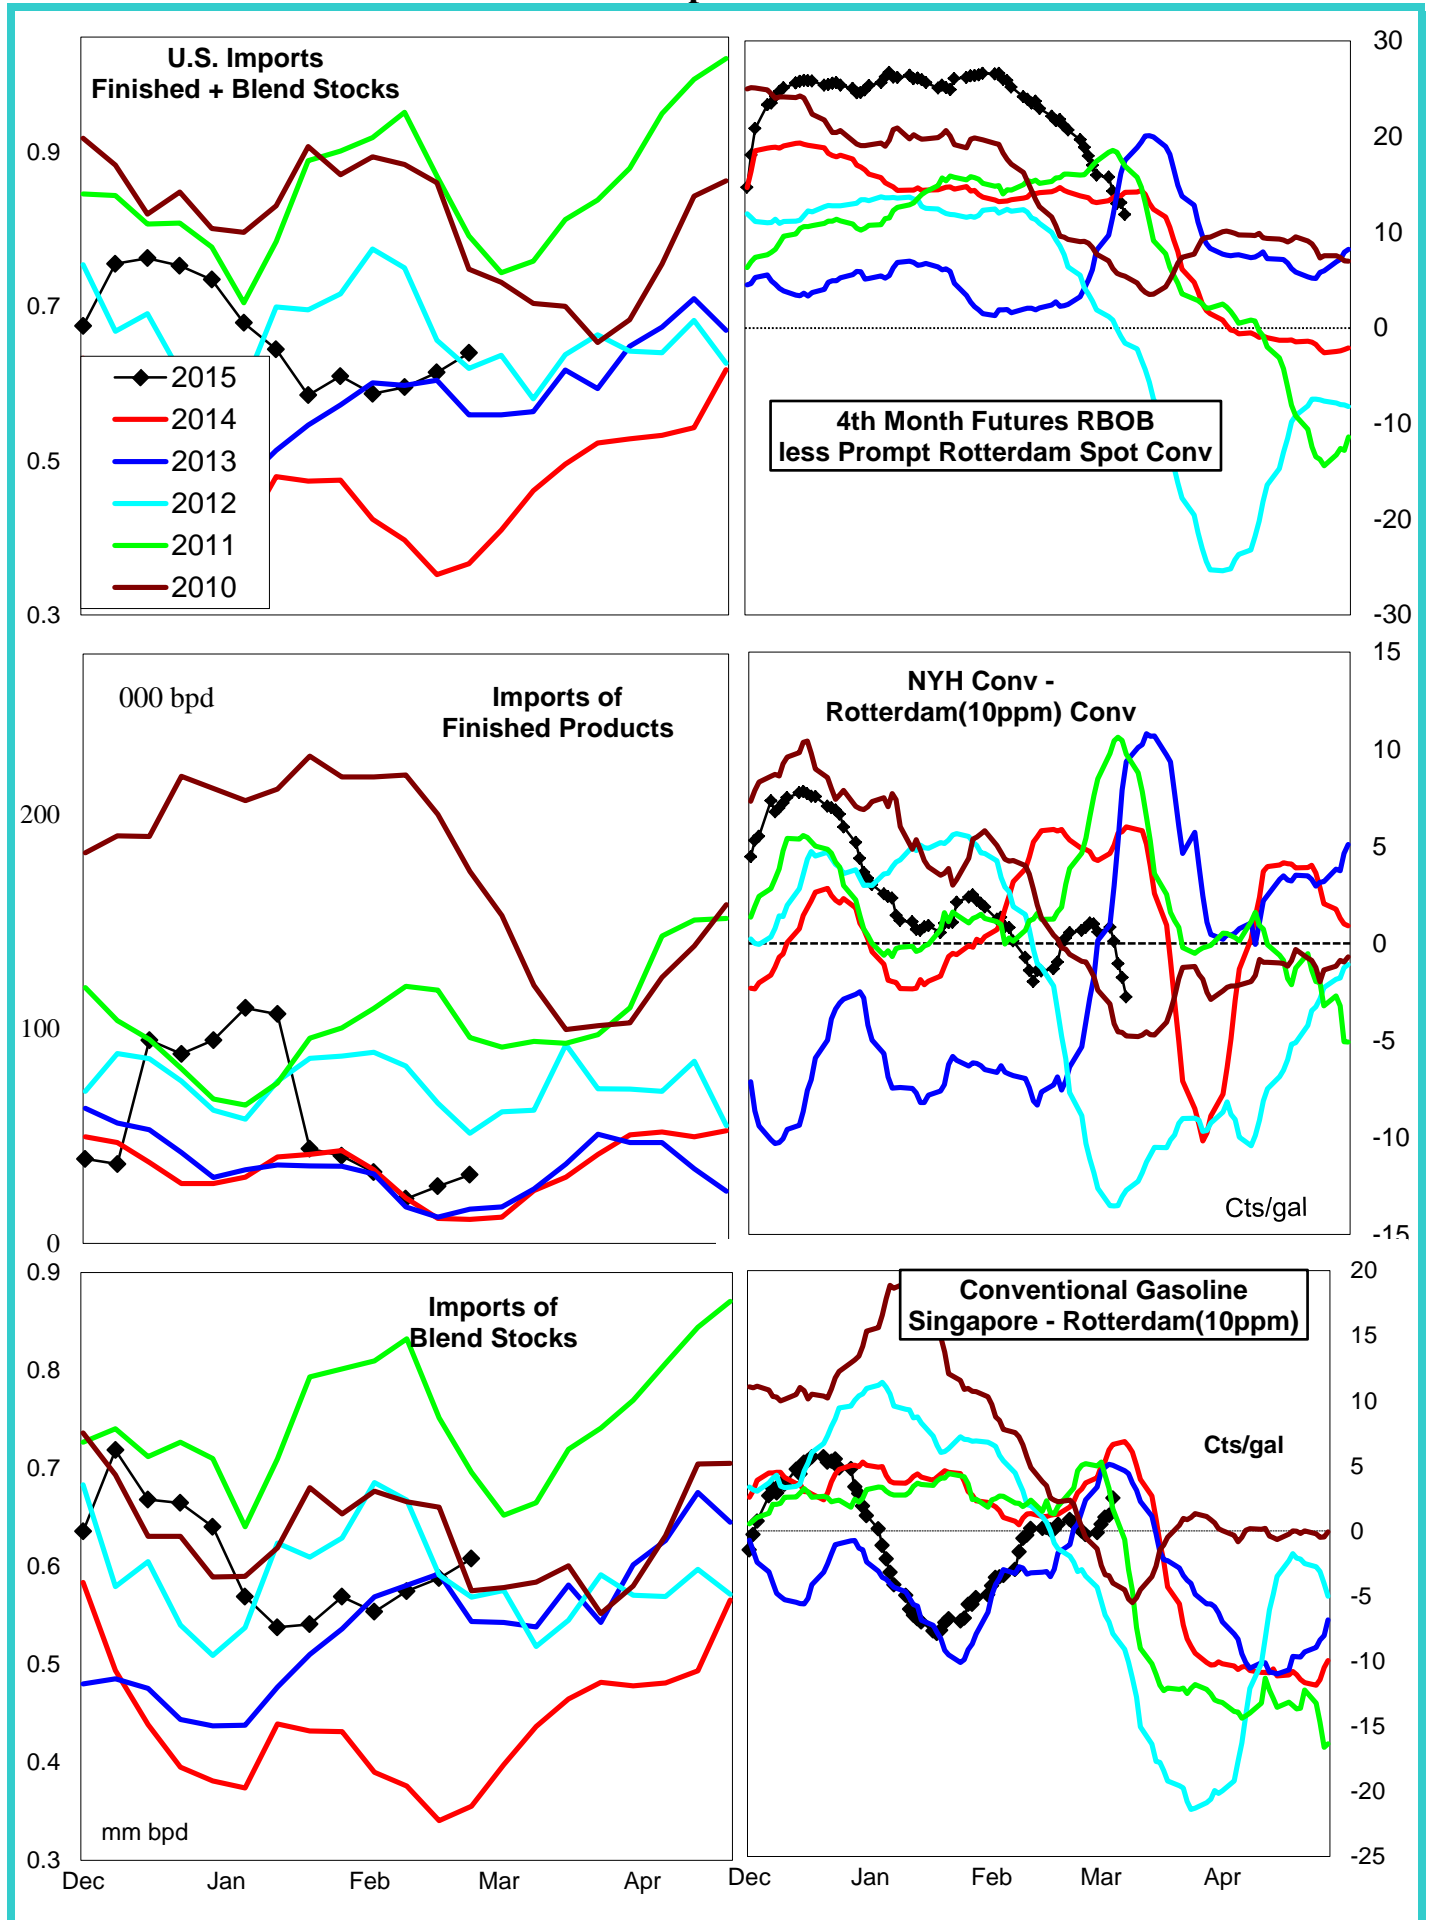 U.S. Imports
Finished + Blend Stocks
0.9
0.7
0.5
0.3
2015
2014
2013
2012
2011
2010
30
20
10
0
-10
-20
-30
4th Month Futures RBOB
less Prompt Rotterdam Spot Conv
000 bpd
Imports of
Finished Products
200
100
0
NYH Conv -
Rotterdam(10ppm) Conv
15
10
5
0
-5
-10
-15
Cts/gal
0.9
0.8
0.7
0.6
0.5
0.4
0.3
Imports of
Blend Stocks
mm bpd
Dec Jan Feb Mar Apr
Conventional Gasoline
Singapore - Rotterdam(10ppm)
Cts/gal
20
15
10
5
0
-5
-10
-15
-20
-25
Dec Jan Feb Mar Apr